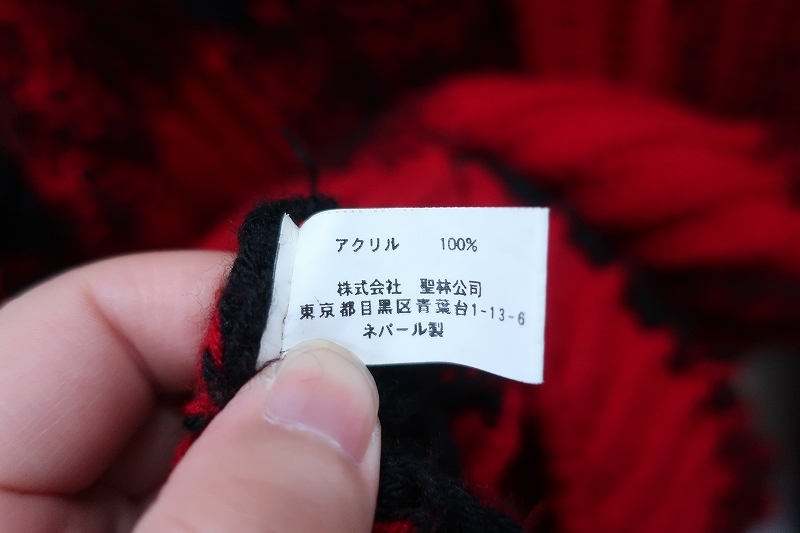 アクリル　　100%
株式会社　聖林公司
東京都目黒区青葉台1-13-6
ネパール製